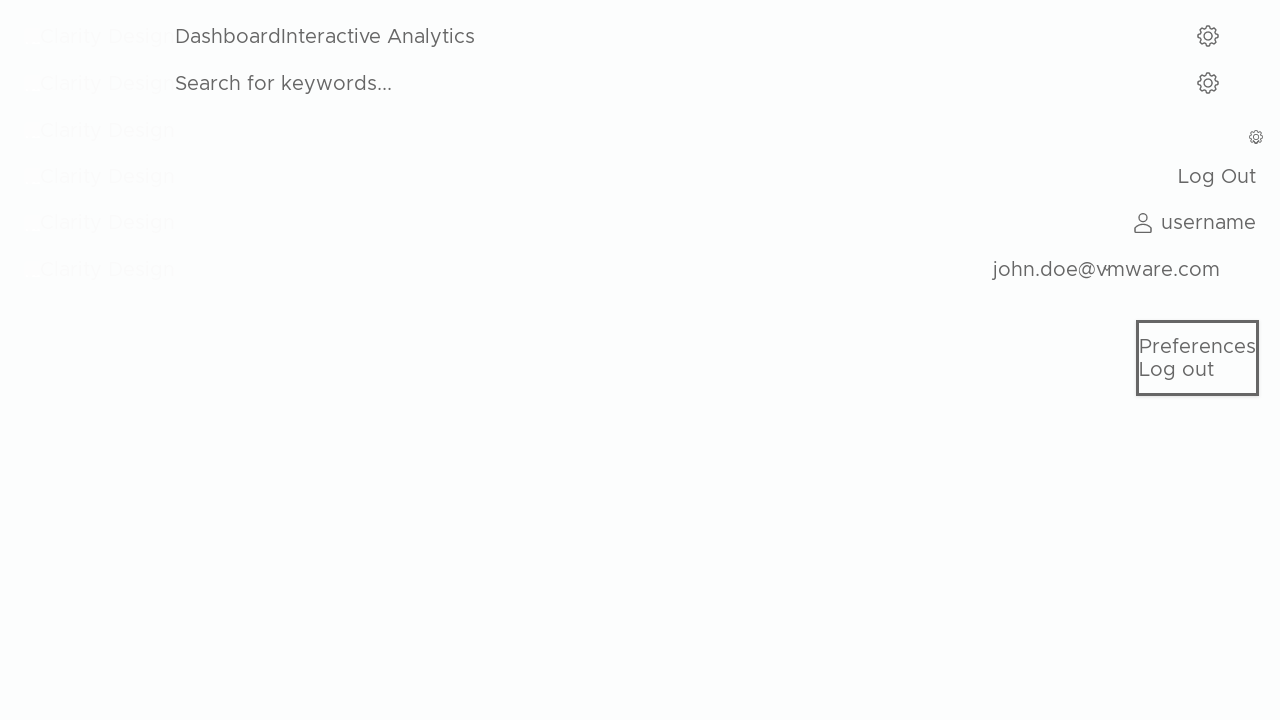 Clarity Design DashboardInteractive Analytics
Clarity Design Search for keywords...
Clarity Design
Clarity Design Log Out
Clarity Design username
Clarity Design john.doe@vmware.com
Preferences
Log out